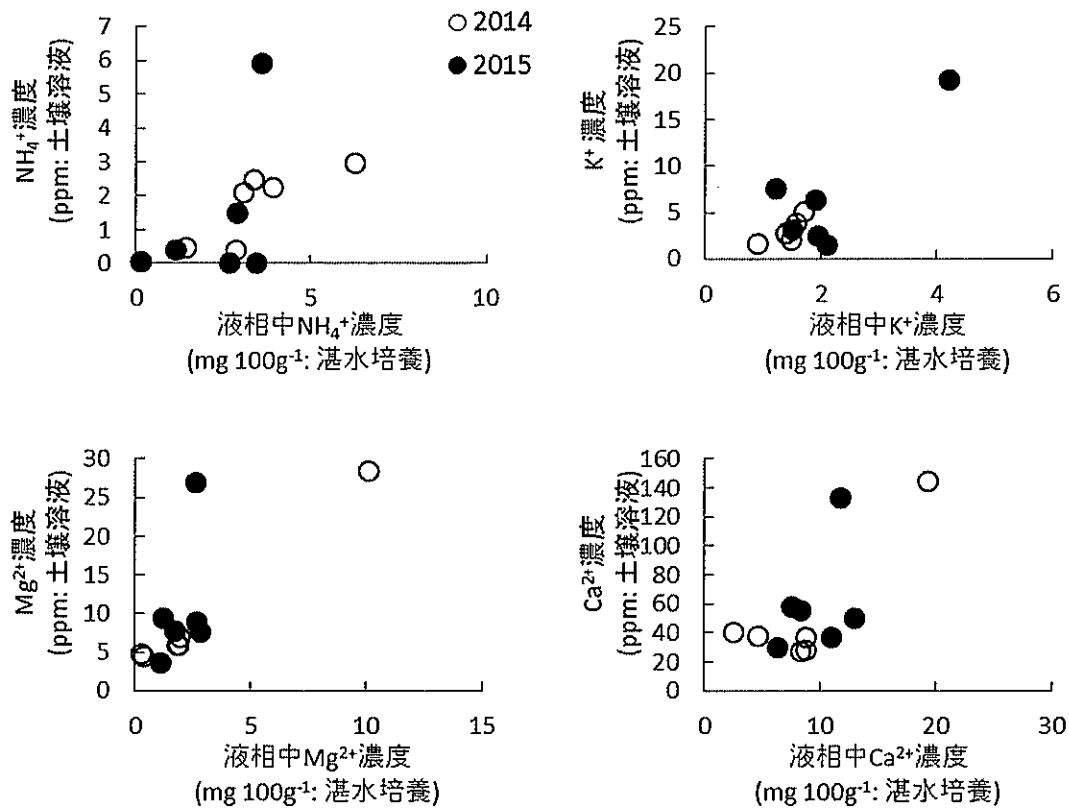 NH₄⁺濃度
(ppm: 土壌溶液)
7
6
5
4
3
2
1
0
0
5
10
○ 2014
● 2015
液相中NH₄⁺濃度
(mg 100g⁻¹: 湛水培養)
K⁺ 濃度
(ppm: 土壌溶液)
25
20
15
10
5
0
0
2
4
6
液相中K⁺濃度
(mg 100g⁻¹: 湛水培養)
Mg²⁺濃度
(ppm: 土壌溶液)
30
25
20
15
10
5
0
0
5
10
15
液相中Mg²⁺濃度
(mg 100g⁻¹: 湛水培養)
Ca²⁺濃度
(ppm: 土壌溶液)
160
140
120
100
80
60
40
20
0
0
10
20
30
液相中Ca²⁺濃度
(mg 100g⁻¹: 湛水培養)